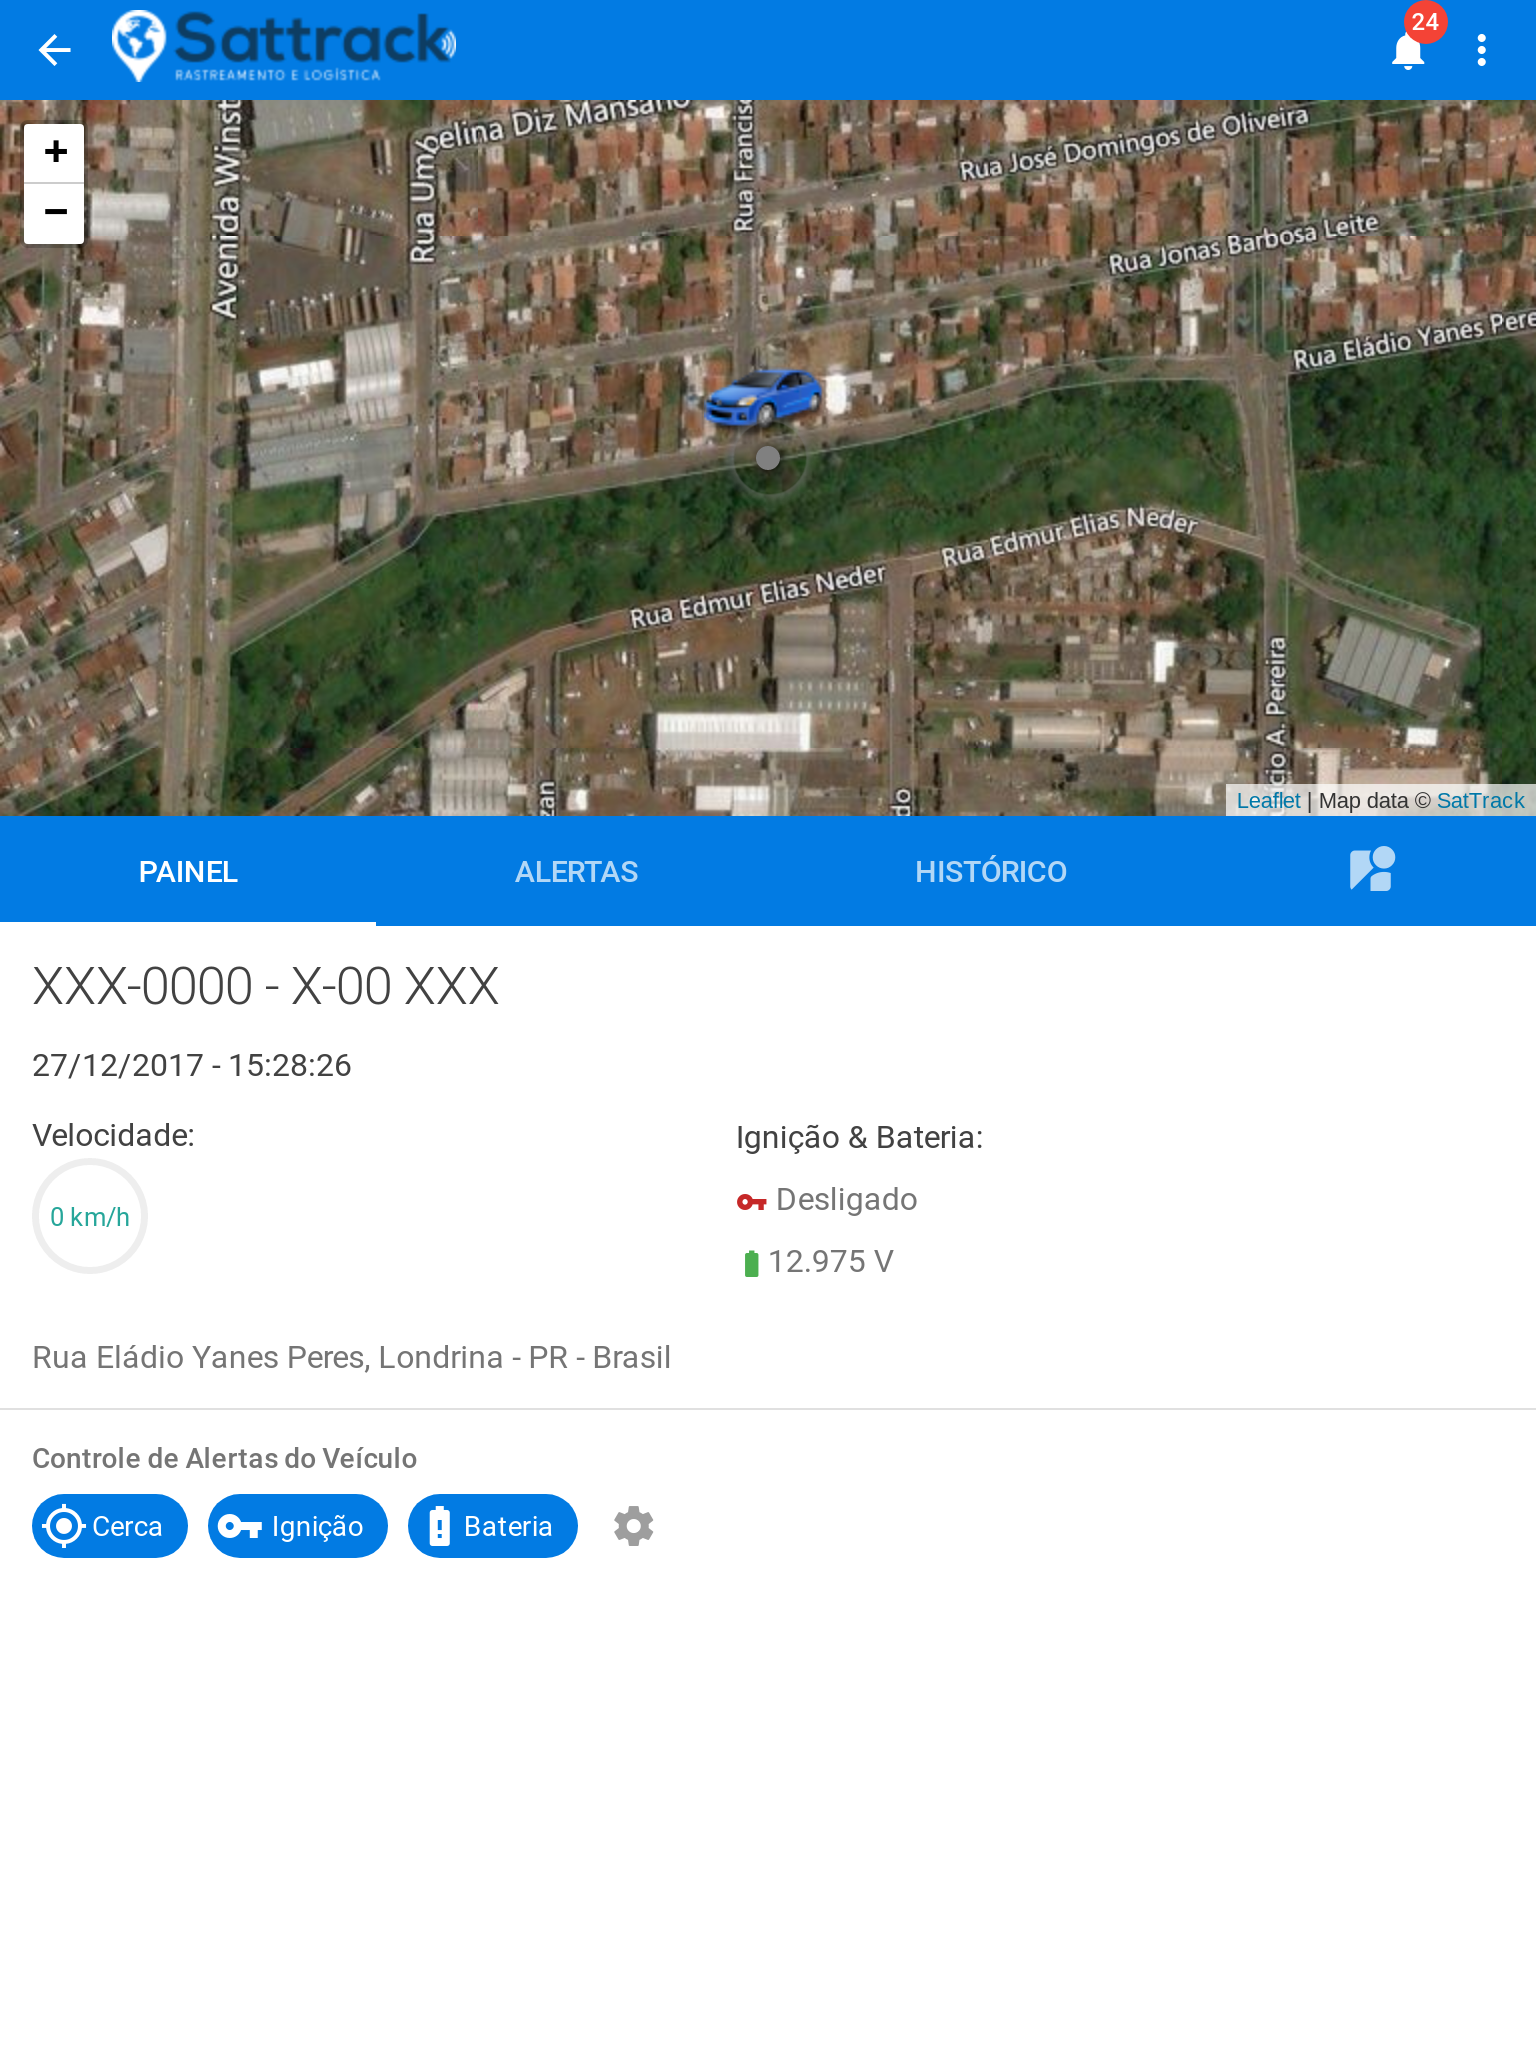 Sattrack
RASTREAMENTO E LOGÍSTICA
24
+
−
Avenida Winst
Rua Umb
elina Diz Mansano
Rua Francisc
Rua José Domingos de Oliveira
Rua Jonas Barbosa Leite
Rua Eládio Yanes Pere
Rua Edmur Elias Neder
Rua Edmur Elias Neder
cio A. Pereira
zan
do
Leaflet | Map data © SatTrack
PAINEL
ALERTAS
HISTÓRICO
XXX-0000 - X-00 XXX
27/12/2017 - 15:28:26
Velocidade:
0 km/h
Ignição & Bateria:
Desligado
12.975 V
Rua Eládio Yanes Peres, Londrina - PR - Brasil
Controle de Alertas do Veículo
Cerca
Ignição
Bateria